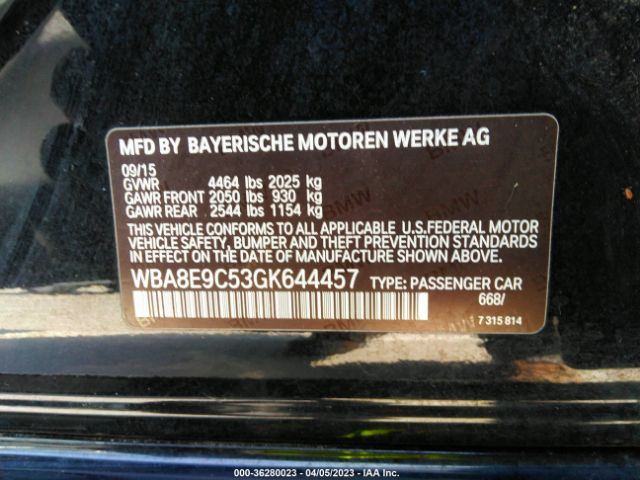 MFD BY BAYERISCHE MOTOREN WERKE AG
09/15
GVWR 4464 lbs 2025 kg
GAWR FRONT 2050 lbs 930 kg
GAWR REAR 2544 lbs 1154 kg
THIS VEHICLE CONFORMS TO ALL APPLICABLE U.S.FEDERAL MOTOR
VEHICLE SAFETY, BUMPER AND THEFT PREVENTION STANDARDS
IN EFFECT ON THE DATE OF MANUFACTURE SHOWN ABOVE.
WBA8E9C53GK644457 TYPE: PASSENGER CAR
668/
7 315 814
000-36280023 - 04/05/2023 - IAA Inc.